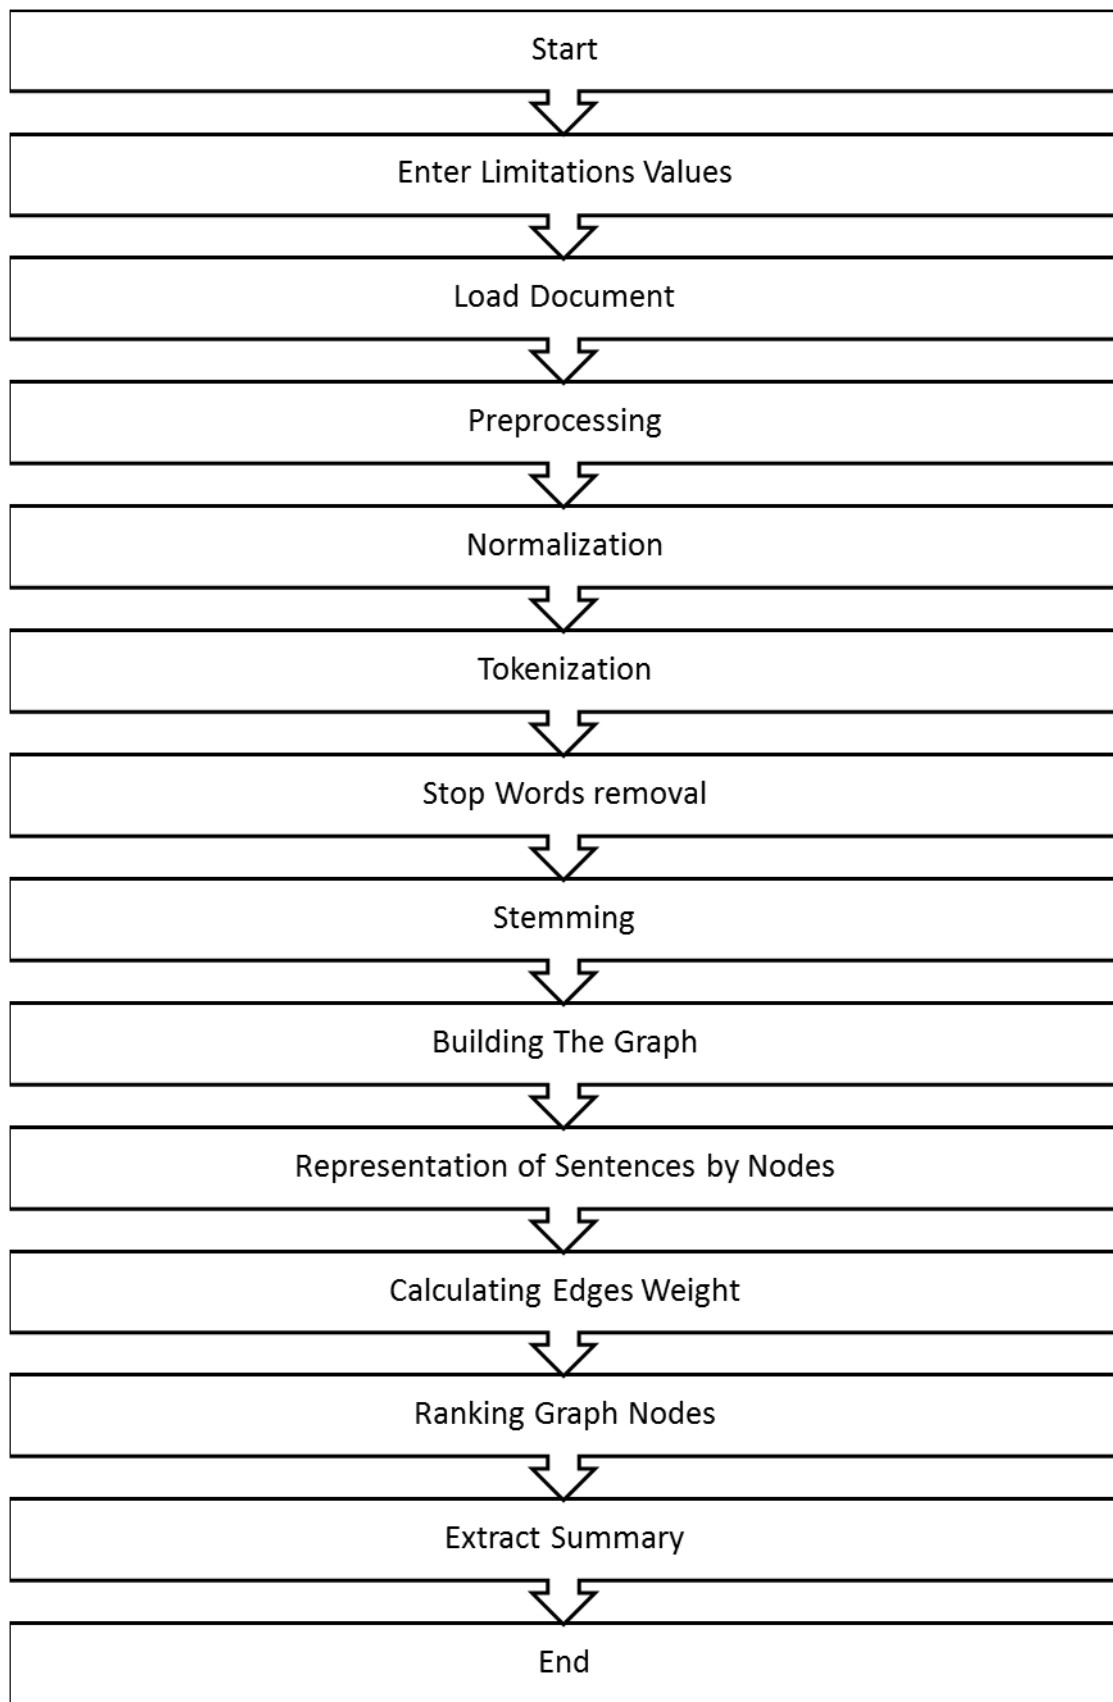 Start
Enter Limitations Values
Load Document
Preprocessing
Normalization
Tokenization
Stop Words removal
Stemming
Building The Graph
Representation of Sentences by Nodes
Calculating Edges Weight
Ranking Graph Nodes
Extract Summary
End